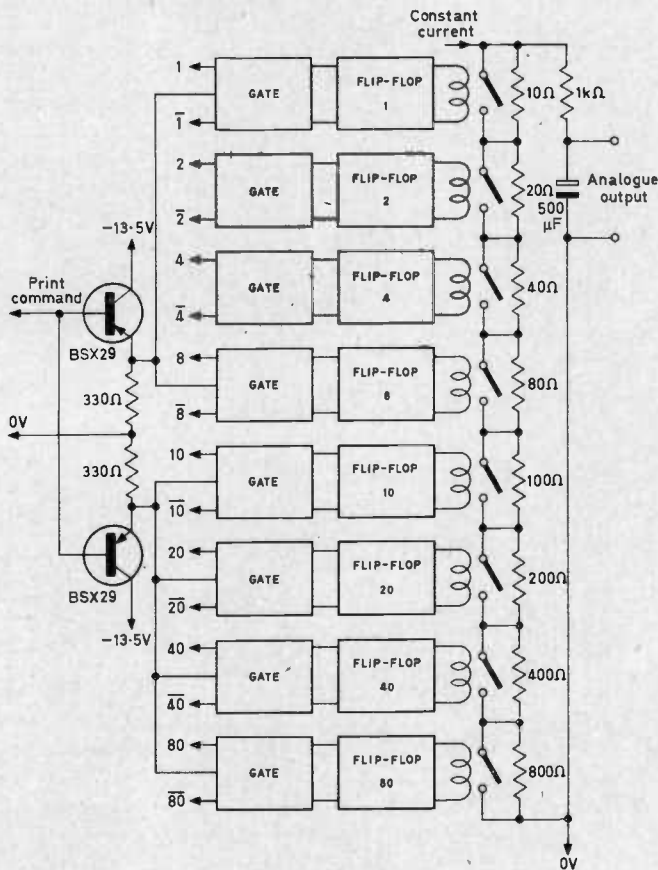 Constant
current
1
GATE
FLIP-FLOP
1
1̅
10Ω
1kΩ
2
GATE
FLIP-FLOP
2
2̅
20Ω
500
μF
Analogue
output
-13·5V
Print
command
BSX29
4
GATE
FLIP-FLOP
4
4̅
40Ω
8
GATE
FLIP-FLOP
8
8̅
80Ω
330Ω
0V
330Ω
10
GATE
FLIP-FLOP
10
1̅0̅
100Ω
BSX29
-13·5V
20
GATE
FLIP-FLOP
20
2̅0̅
200Ω
40
GATE
FLIP-FLOP
40
4̅0̅
400Ω
80
GATE
FLIP-FLOP
80
8̅0̅
800Ω
0V